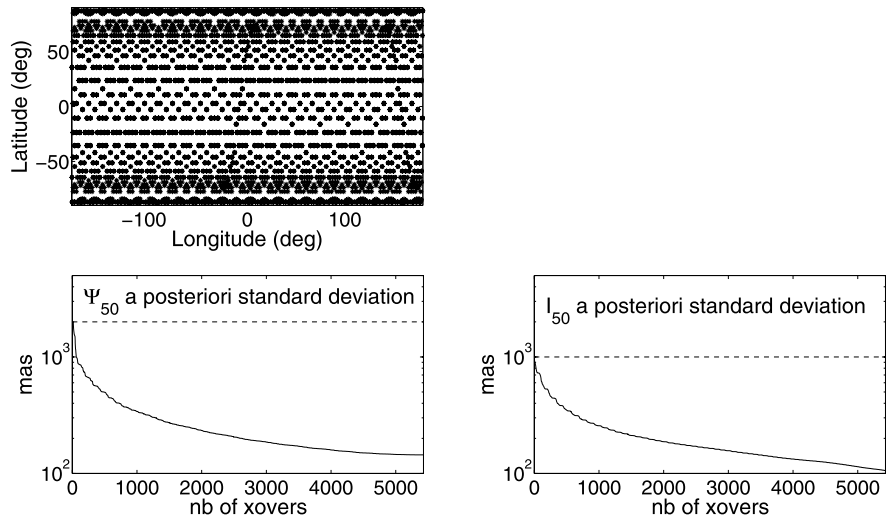 50
0
−50
Latitude (deg)
−100 0 100
Longitude (deg)
Ψ50 a posteriori standard deviation
10^3
10^2
mas
0 1000 2000 3000 4000 5000
nb of xovers
I50 a posteriori standard deviation
10^3
10^2
mas
0 1000 2000 3000 4000 5000
nb of xovers